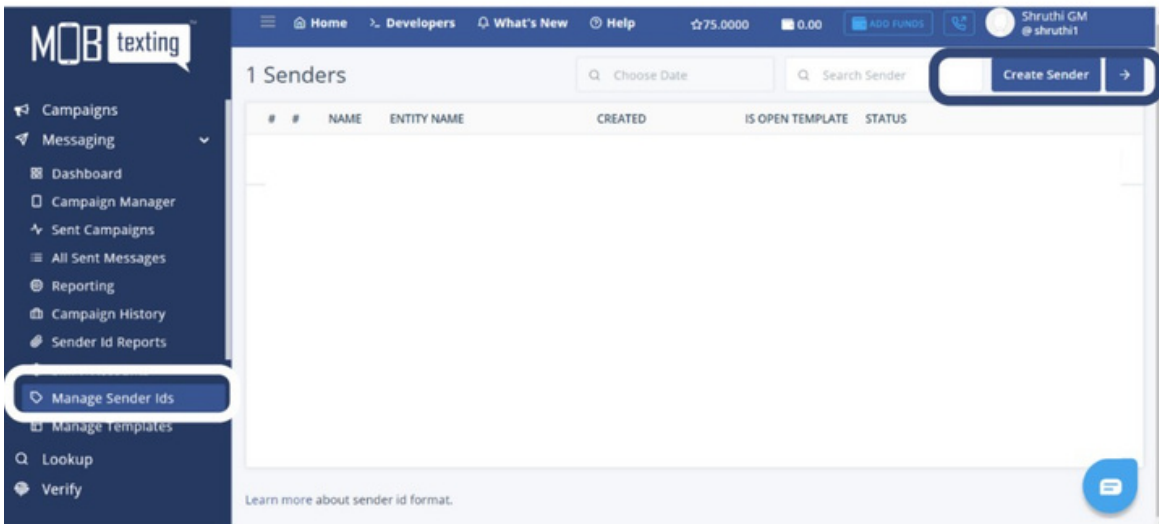 MOB texting
Home Developers What's New Help 75.0000 0.00 ADD FUNDS Shruthi GM
@ shruthi1
1 Senders Choose Date Search Sender Create Sender →
# # NAME ENTITY NAME CREATED IS OPEN TEMPLATE STATUS
Campaigns
Messaging
Dashboard
Campaign Manager
Sent Campaigns
All Sent Messages
Reporting
Campaign History
Sender Id Reports
Manage Sender Ids
Manage Templates
Lookup
Verify
Learn more about sender id format.